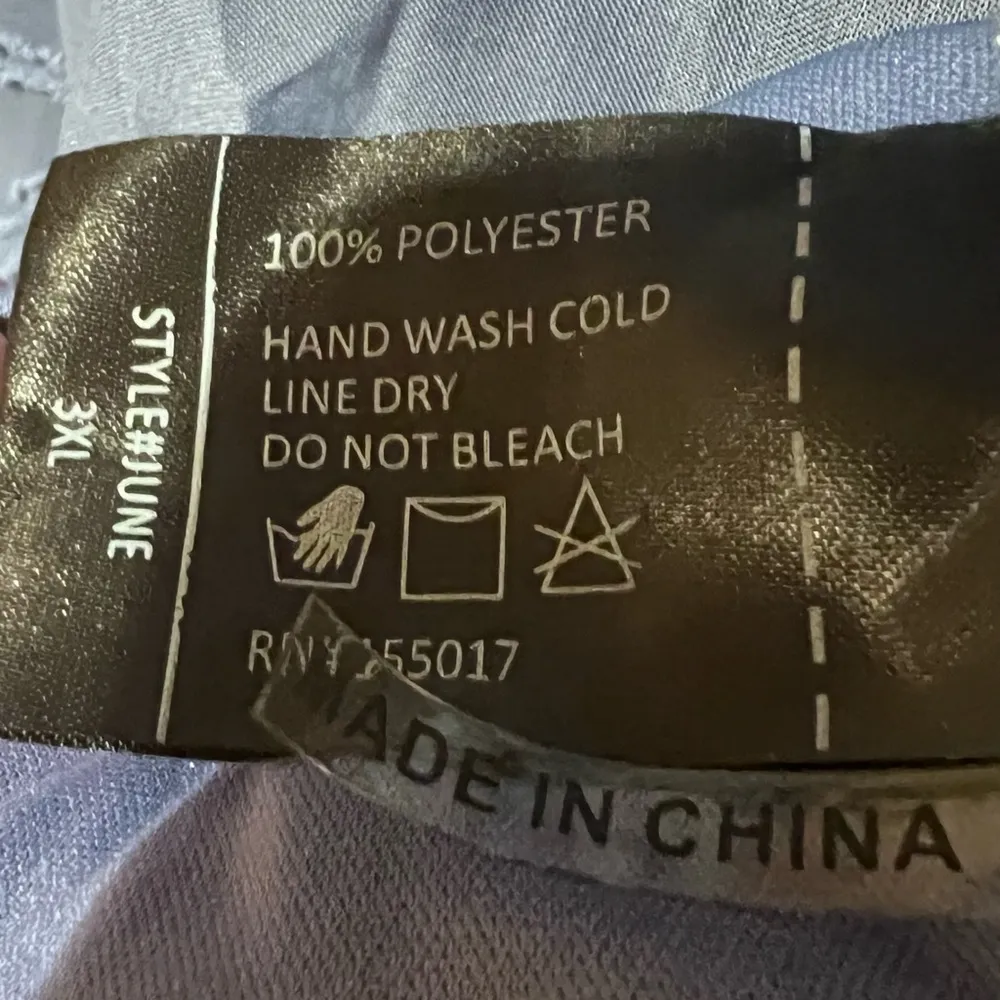 STYLE#JUNE
3XL
100% POLYESTER
HAND WASH COLD
LINE DRY
DO NOT BLEACH
MADE IN CHINA